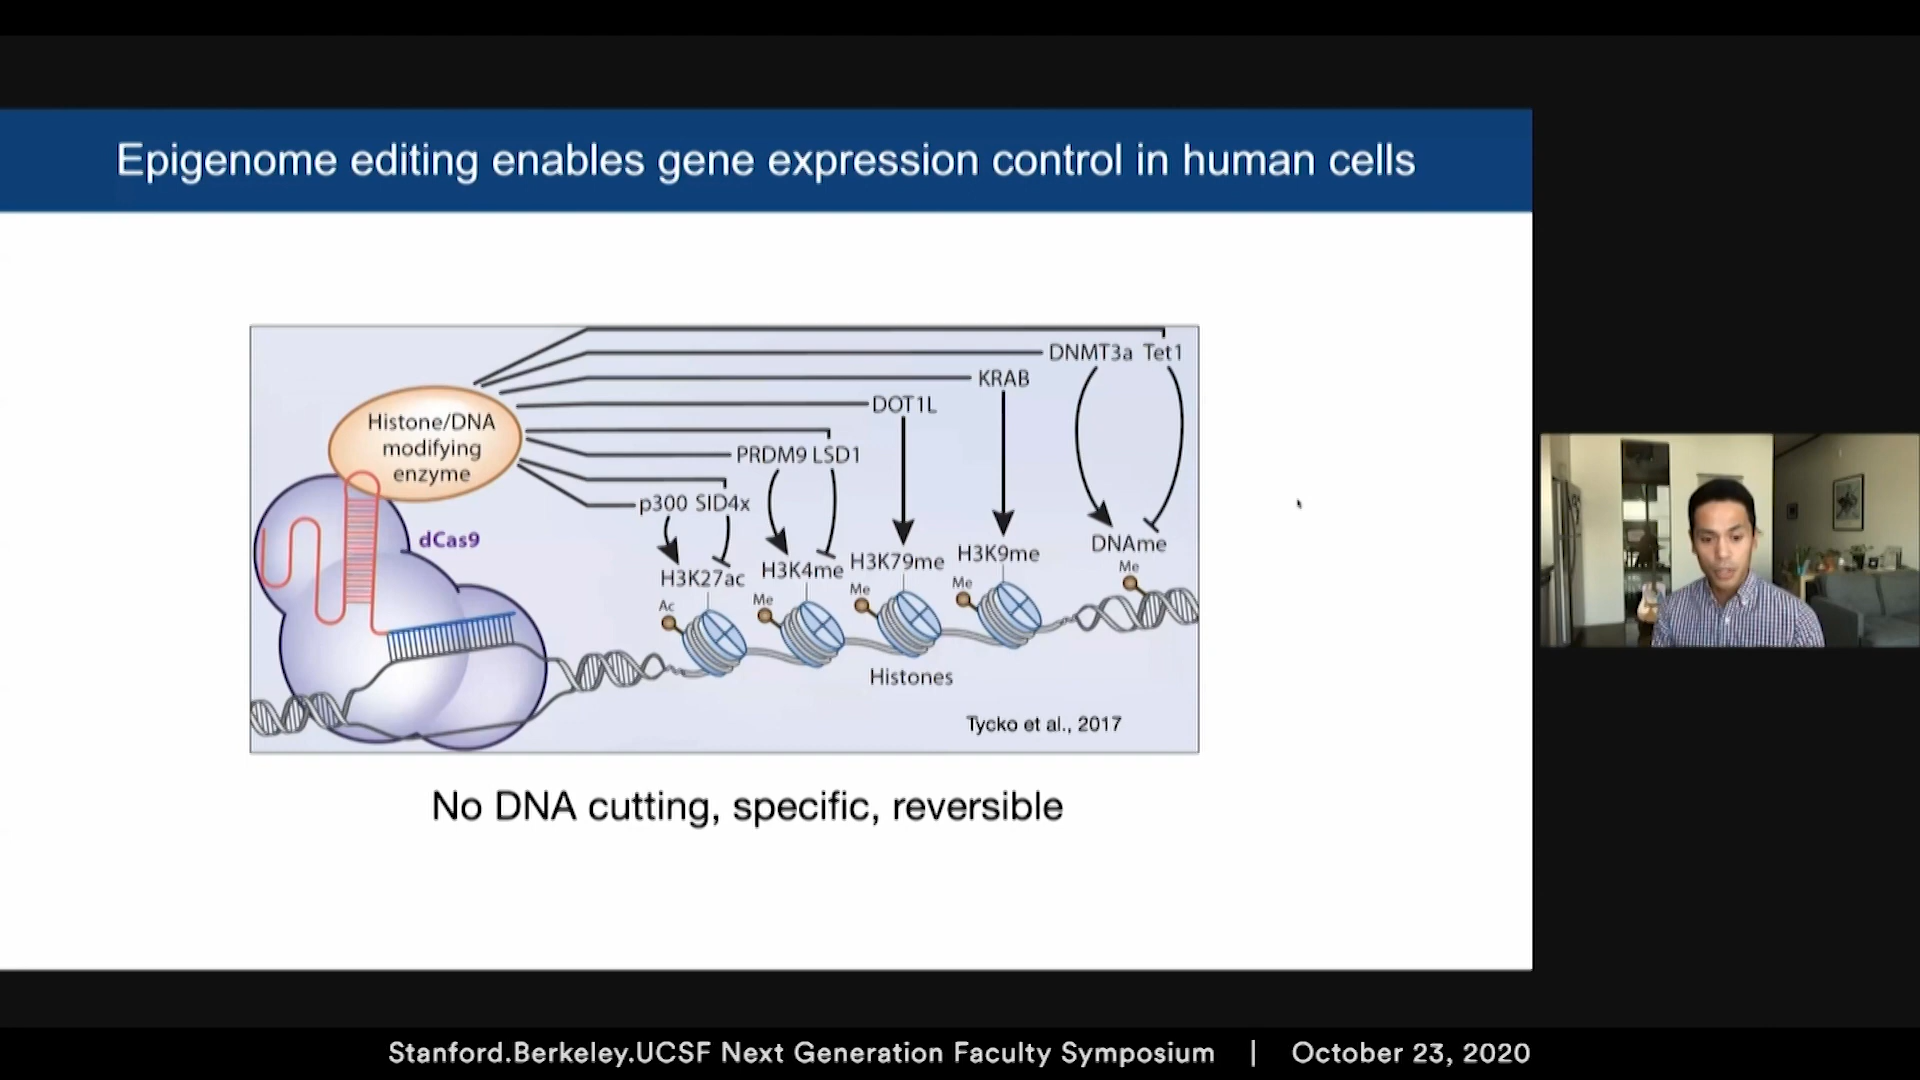 Epigenome editing enables gene expression control in human cells
DNMT3a Tet1
KRAB
DOT1L
Histone/DNA
modifying
enzyme
PRDM9 LSD1
p300 SID4x
dCas9
H3K27ac
H3K4me
H3K79me
H3K9me
DNAme
Ac
Me
Me
Me
Me
Histones
Tycko et al., 2017
No DNA cutting, specific, reversible
Stanford.Berkeley.UCSF Next Generation Faculty Symposium | October 23, 2020